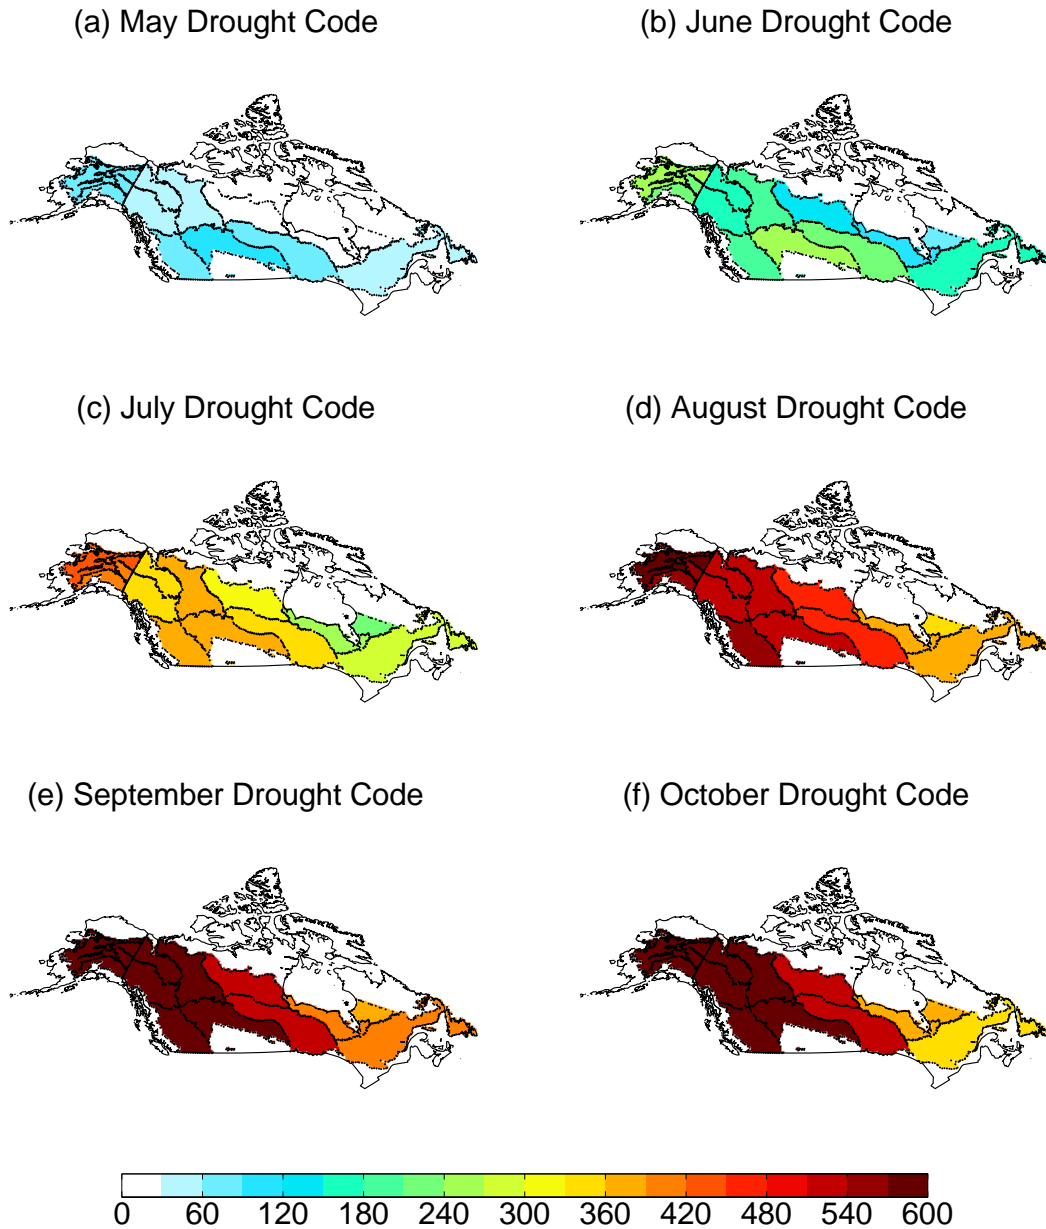 (a) May Drought Code
(b) June Drought Code
(c) July Drought Code
(d) August Drought Code
(e) September Drought Code
(f) October Drought Code
0 60 120 180 240 300 360 420 480 540 600